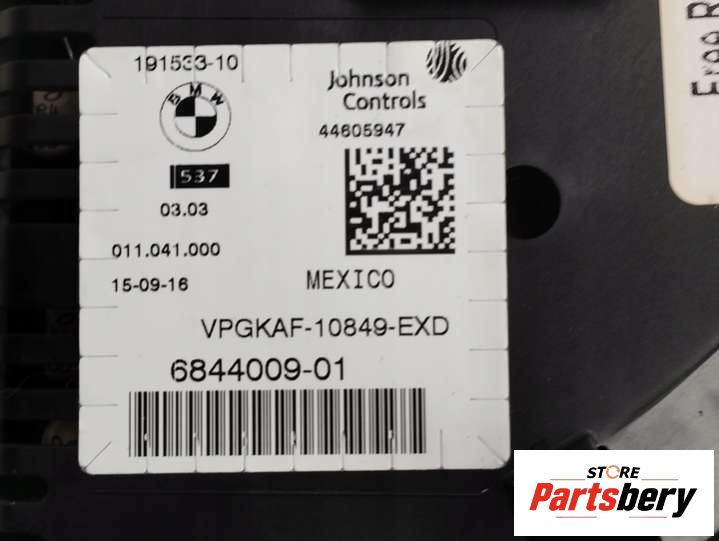 191533-10
BMW
Johnson
Controls
44605947
537
03.03
011.041.000
15-09-16
MEXICO
VPGKAF-10849-EXD
6844009-01
STORE
Partsbery